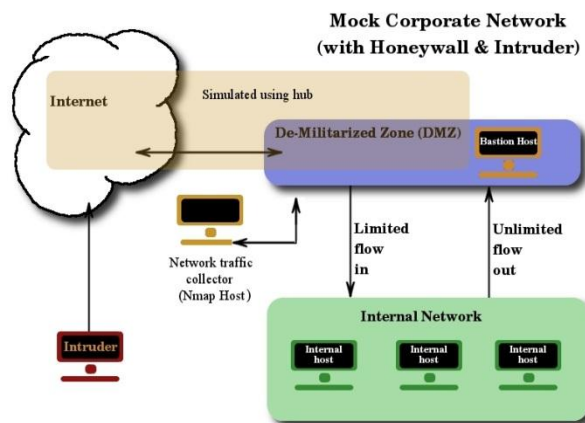 Mock Corporate Network
(with Honeywall & Intruder)
Internet
Simulated using hub
De-Militarized Zone (DMZ)
Bastion Host
Network traffic
collector
(Nmap Host)
Limited
flow
in
Unlimited
flow
out
Intruder
Internal Network
Internal
host
Internal
host
Internal
host